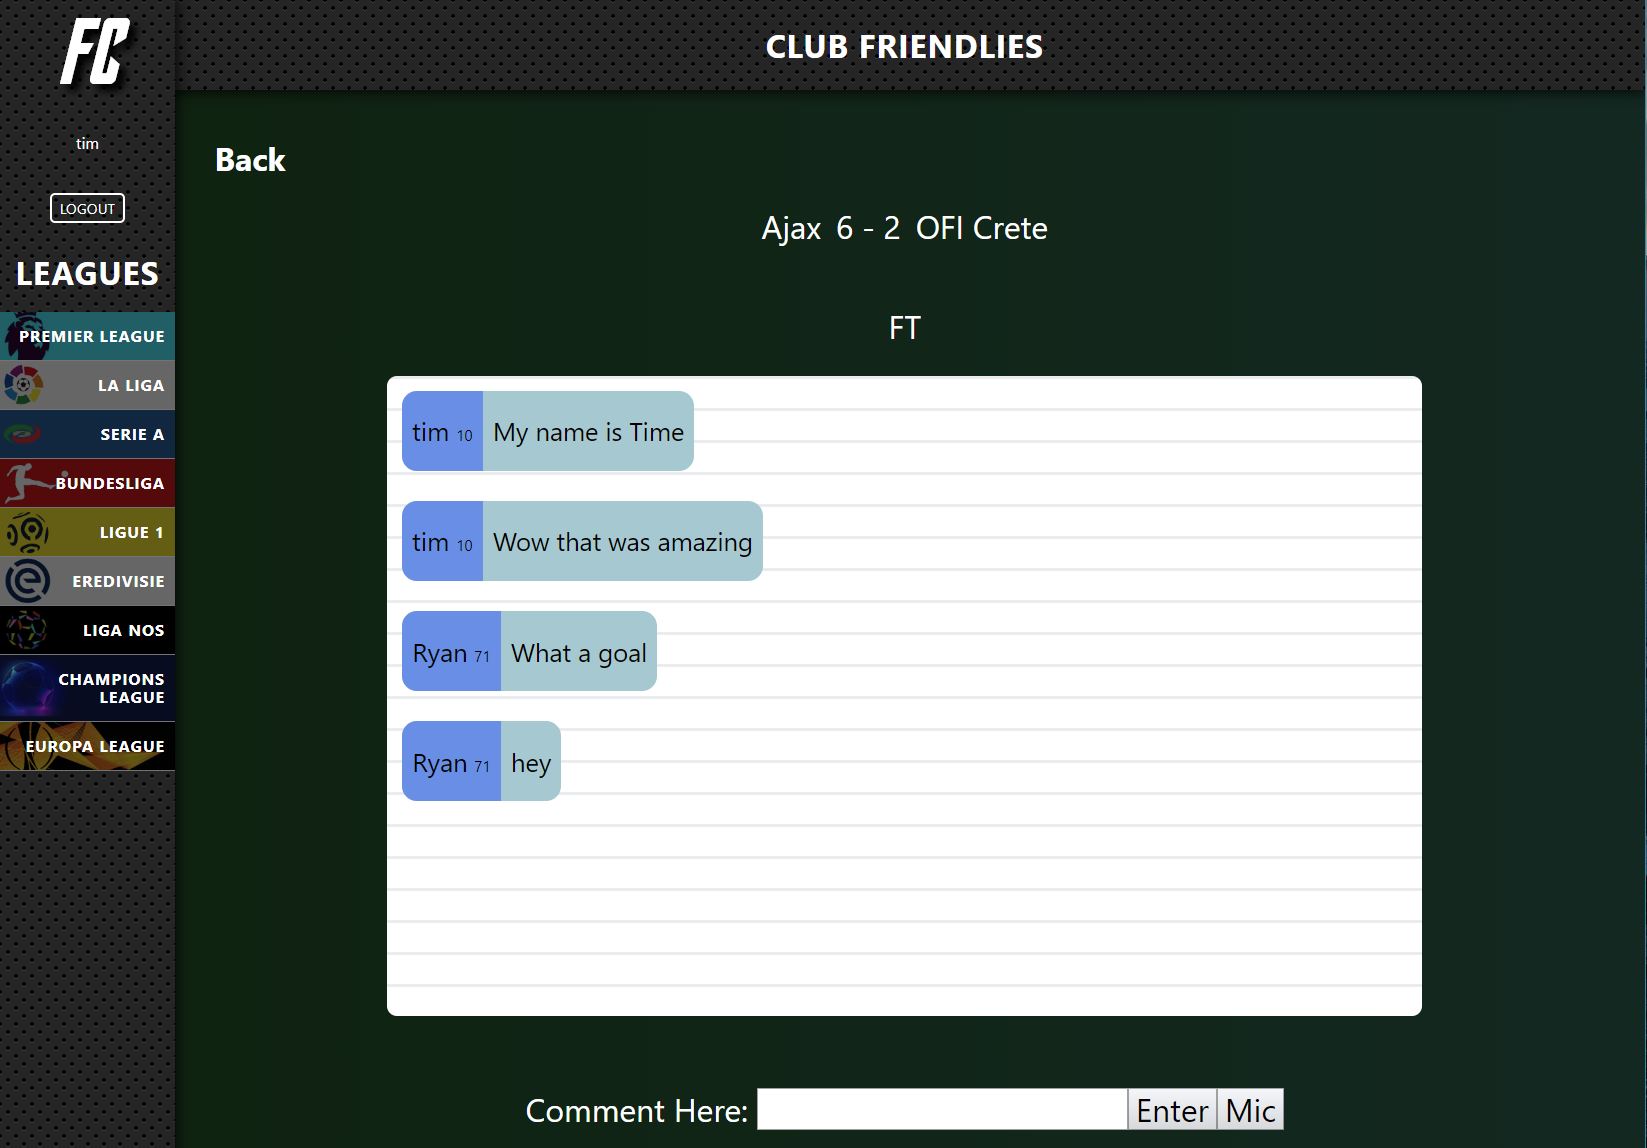 FC
CLUB FRIENDLIES
tim
LOGOUT
LEAGUES
PREMIER LEAGUE
LA LIGA
SERIE A
BUNDESLIGA
LIGUE 1
EREDIVISIE
LIGA NOS
CHAMPIONS
LEAGUE
EUROPA LEAGUE
Back
Ajax 6 - 2 OFI Crete
FT
tim 10 My name is Time
tim 10 Wow that was amazing
Ryan 71 What a goal
Ryan 71 hey
Comment Here: Enter Mic